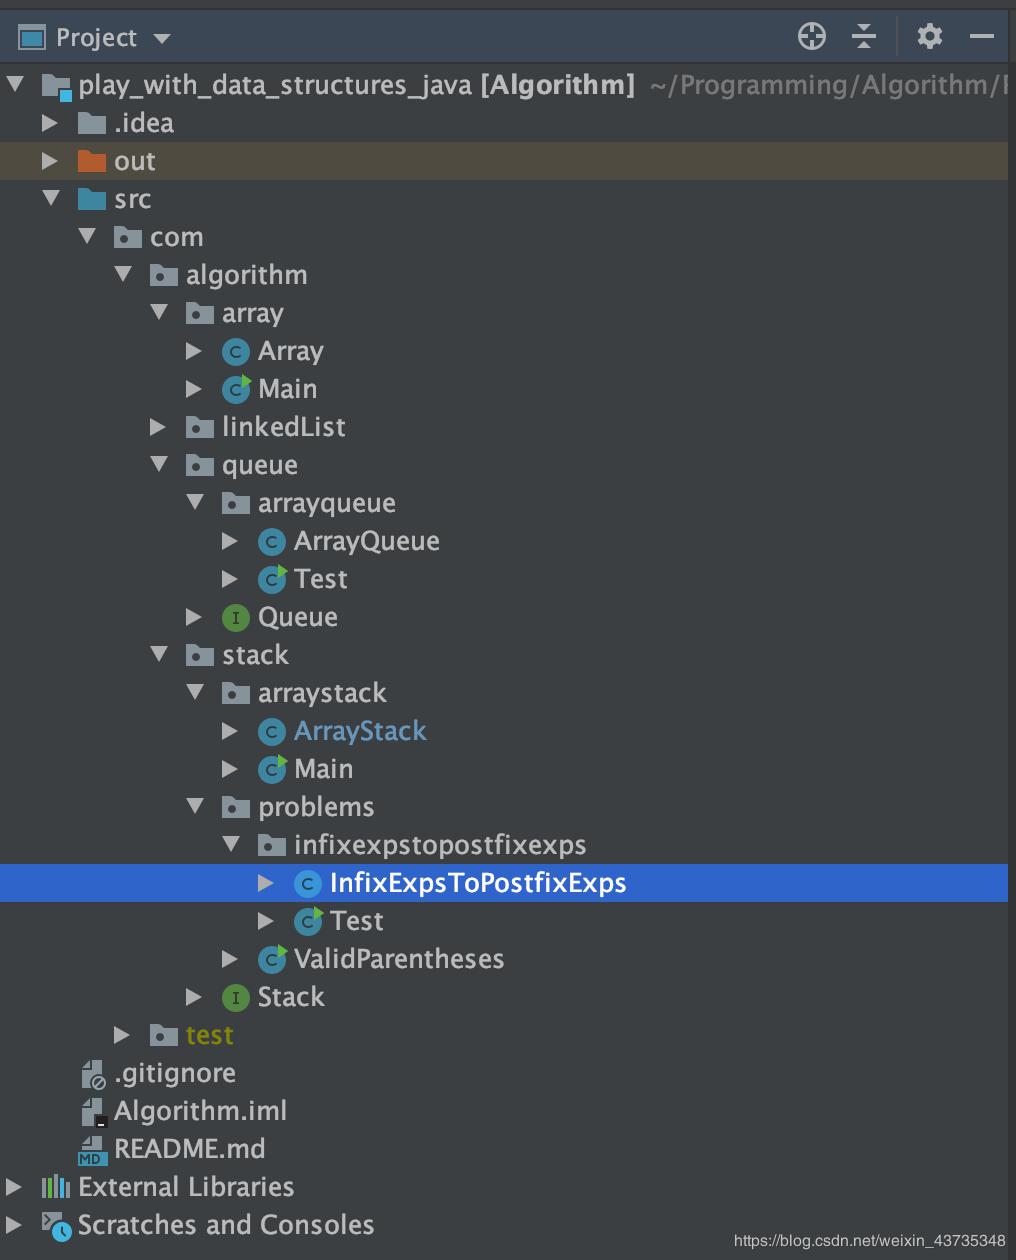 Project
play_with_data_structures_java [Algorithm] ~/Programming/Algorithm/
.idea
out
src
com
algorithm
array
C Array
C Main
linkedList
queue
arrayqueue
C ArrayQueue
C Test
I Queue
stack
arraystack
C ArrayStack
C Main
problems
infixexpstopostfixexps
C InfixExpsToPostfixExps
C Test
C ValidParentheses
I Stack
test
.gitignore
Algorithm.iml
MD README.md
External Libraries
Scratches and Consoles
https://blog.csdn.net/weixin_43735348